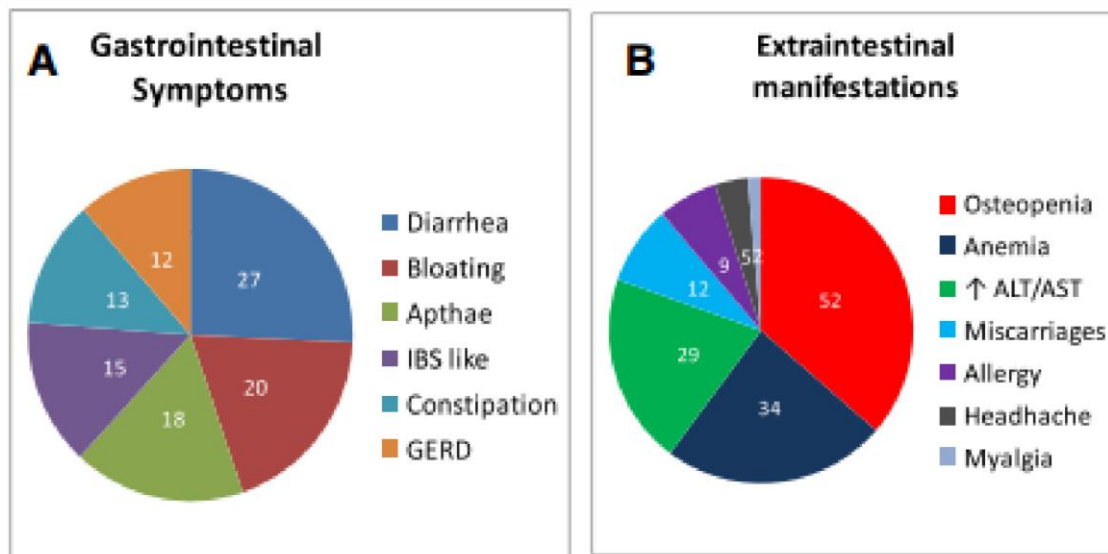 A
Gastrointestinal
Symptoms
27
20
18
15
13
12
Diarrhea
Bloating
Apthae
IBS like
Constipation
GERD
B
Extraintestinal
manifestations
52
34
29
12
9
5
2
Osteopenia
Anemia
↑ ALT/AST
Miscarriages
Allergy
Headhache
Myalgia